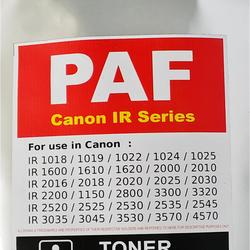 PAF
Canon IR Series
For use in Canon :
IR 1018 / 1019 / 1022 / 1024 / 1025
IR 1600 / 1610 / 1620 / 2000 / 2010
IR 2016 / 2018 / 2020 / 2025 / 2030
IR 2200 / 1150 / 2800 / 3300 / 3320
IR 2520 / 2525 / 2530 / 2535 / 2545
IR 3035 / 3045 / 3530 / 3570 / 4570
TONER